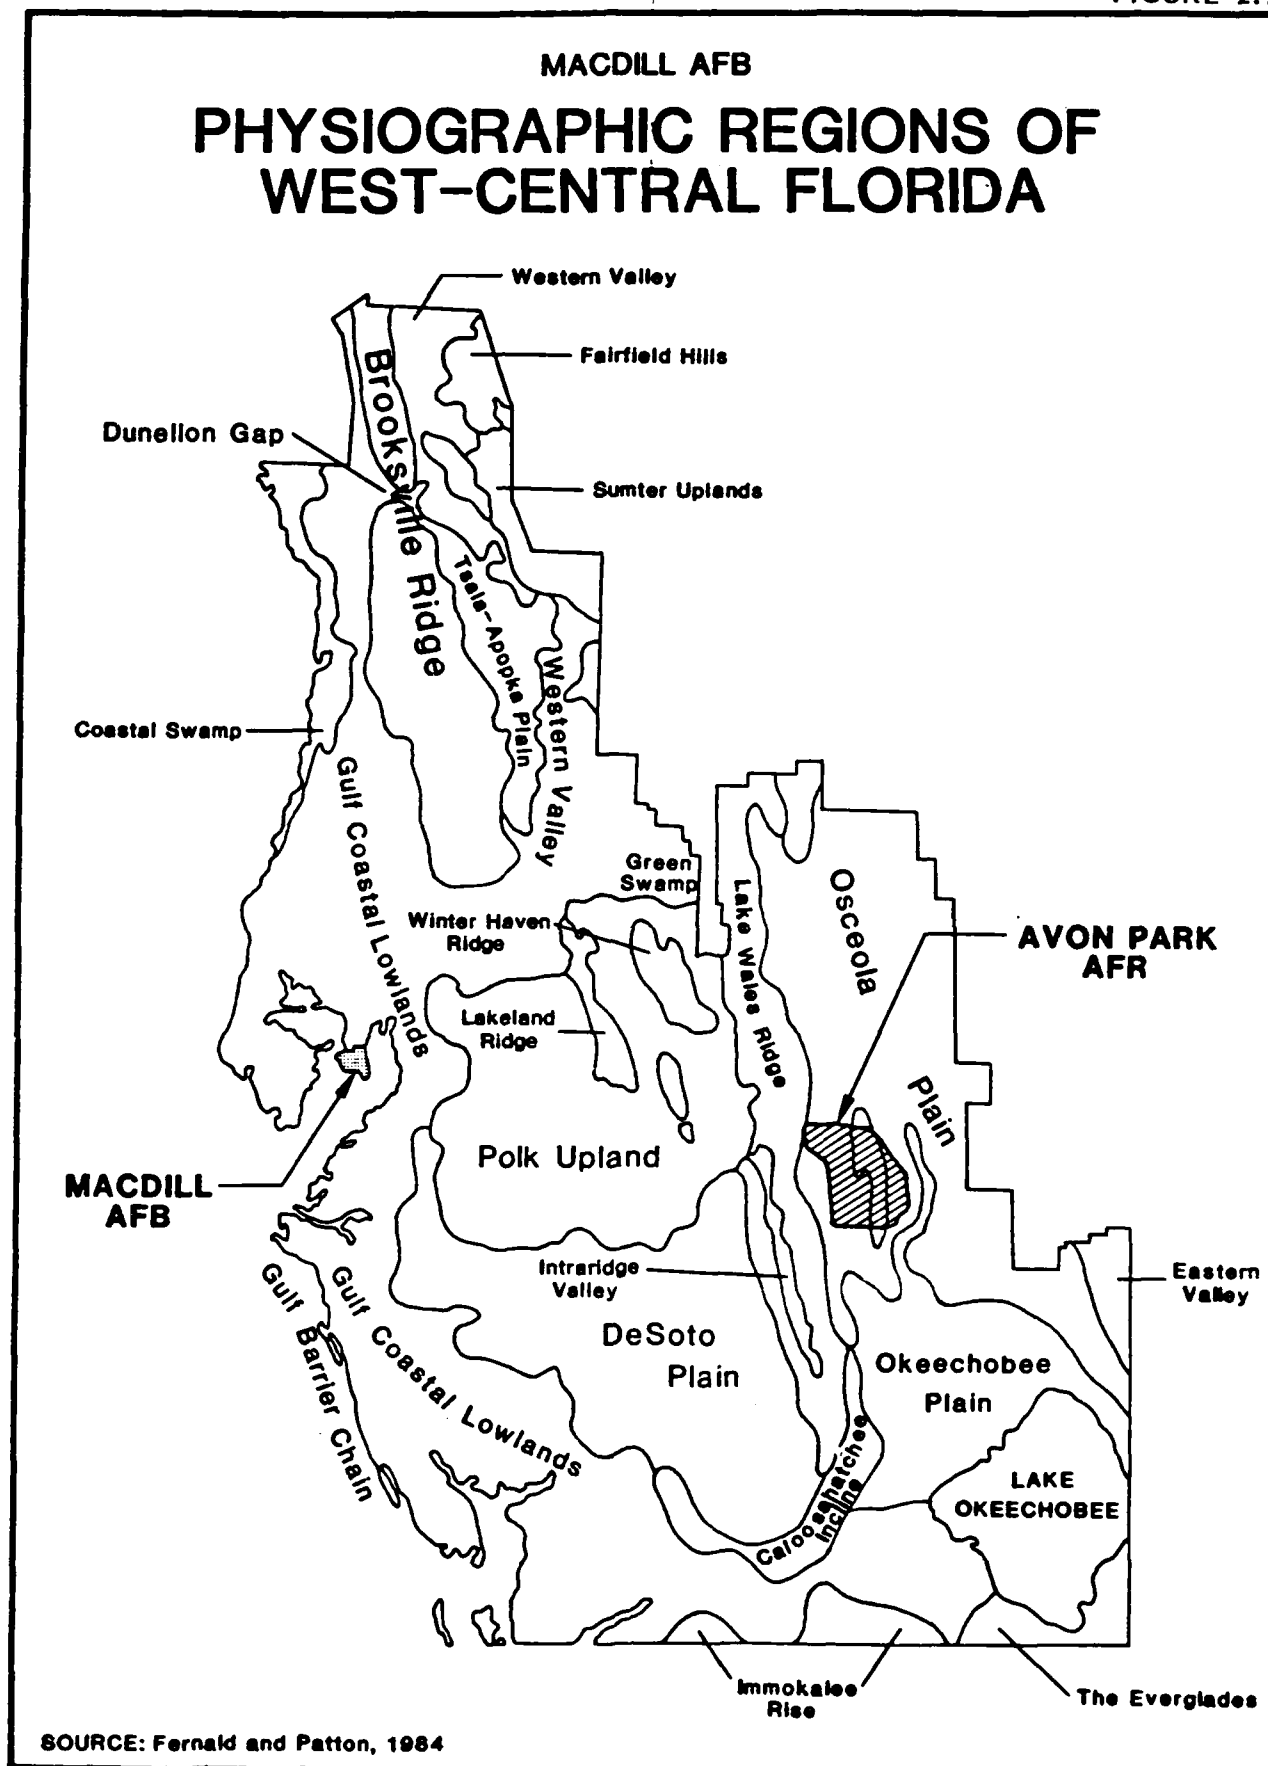 MACDILL AFB
PHYSIOGRAPHIC REGIONS OF
WEST-CENTRAL FLORIDA
Western Valley
Fairfield Hills
Brooksville Ridge
Dunellon Gap
Sumter Uplands
Tsala-Apopka Plain
Western Valley
Coastal Swamp
Gulf Coastal Lowlands
Green
Swamp
Winter Haven
Ridge
Lake Wales Ridge
Osceola
Plain
AVON PARK
AFR
Lakeland
Ridge
Polk Upland
MACDILL
AFB
Intraridge
Valley
Eastern
Valley
Gulf Barrier Chain
Gulf Coastal Lowlands
DeSoto
Plain
Okeechobee
Plain
LAKE
OKEECHOBEE
Caloosahatchee
Incline
Immokalee
Rise
The Everglades
SOURCE: Fernald and Patton, 1984